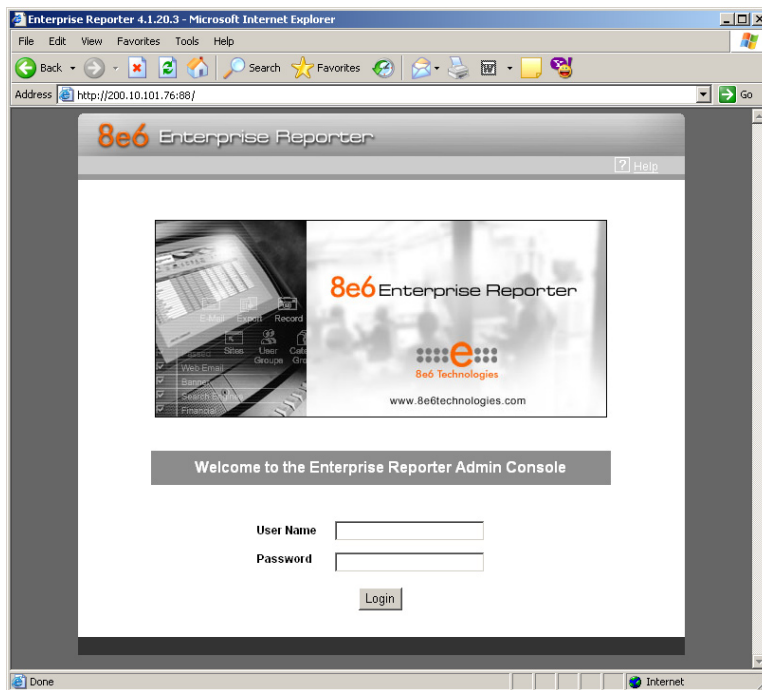 Enterprise Reporter 4.1.20.3 - Microsoft Internet Explorer
File Edit View Favorites Tools Help
Back Search Favorites
Address http://200.10.101.76:88/ Go
8e6 Enterprise Reporter
? Help
8e6 Enterprise Reporter
E-Mail Export Record
Sites User Groups
Web Email
Banner
Search Engines
Financial
8e6 Technologies
www.8e6technologies.com
Welcome to the Enterprise Reporter Admin Console
User Name
Password
Login
Done Internet